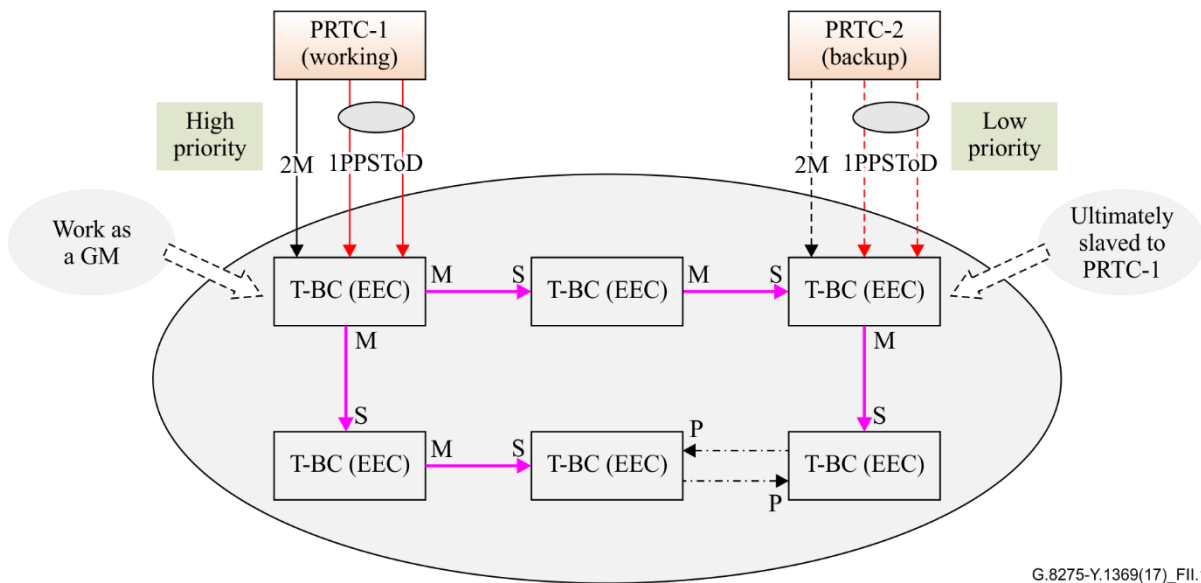 PRTC-1
(working)
PRTC-2
(backup)
High
priority
2M
1PPSToD
2M
1PPSToD
Low
priority
Work as
a GM
Ultimately
slaved to
PRTC-1
T-BC (EEC)
M
S
T-BC (EEC)
M
S
T-BC (EEC)
M
M
S
S
T-BC (EEC)
M
S
T-BC (EEC)
P
P
T-BC (EEC)
G.8275-Y.1369(17)_FII.